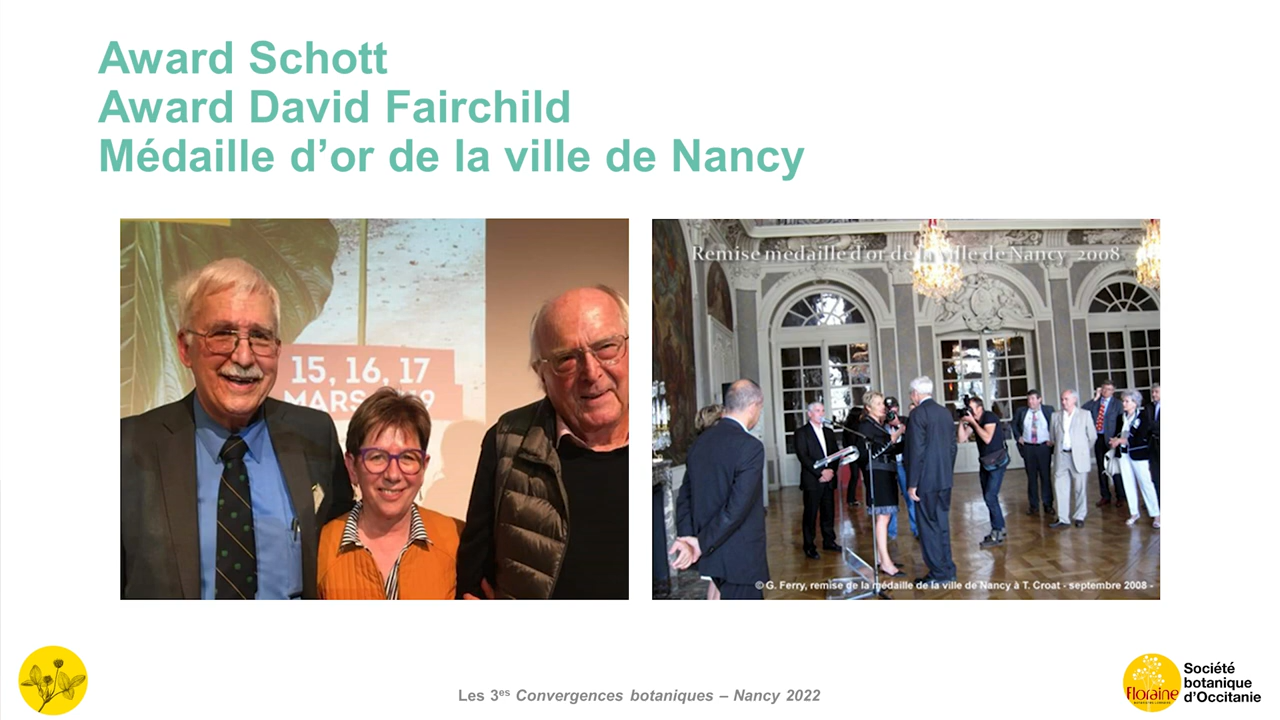 Award Schott
Award David Fairchild
Médaille d’or de la ville de Nancy
15, 16, 17
MARS
Remise médaille d'or de la ville de Nancy 2008
© G. Ferry, remise de la médaille de la ville de Nancy à T. Croat - septembre 2008 -
Les 3es Convergences botaniques – Nancy 2022
Floraine
Société
botanique
d’Occitanie